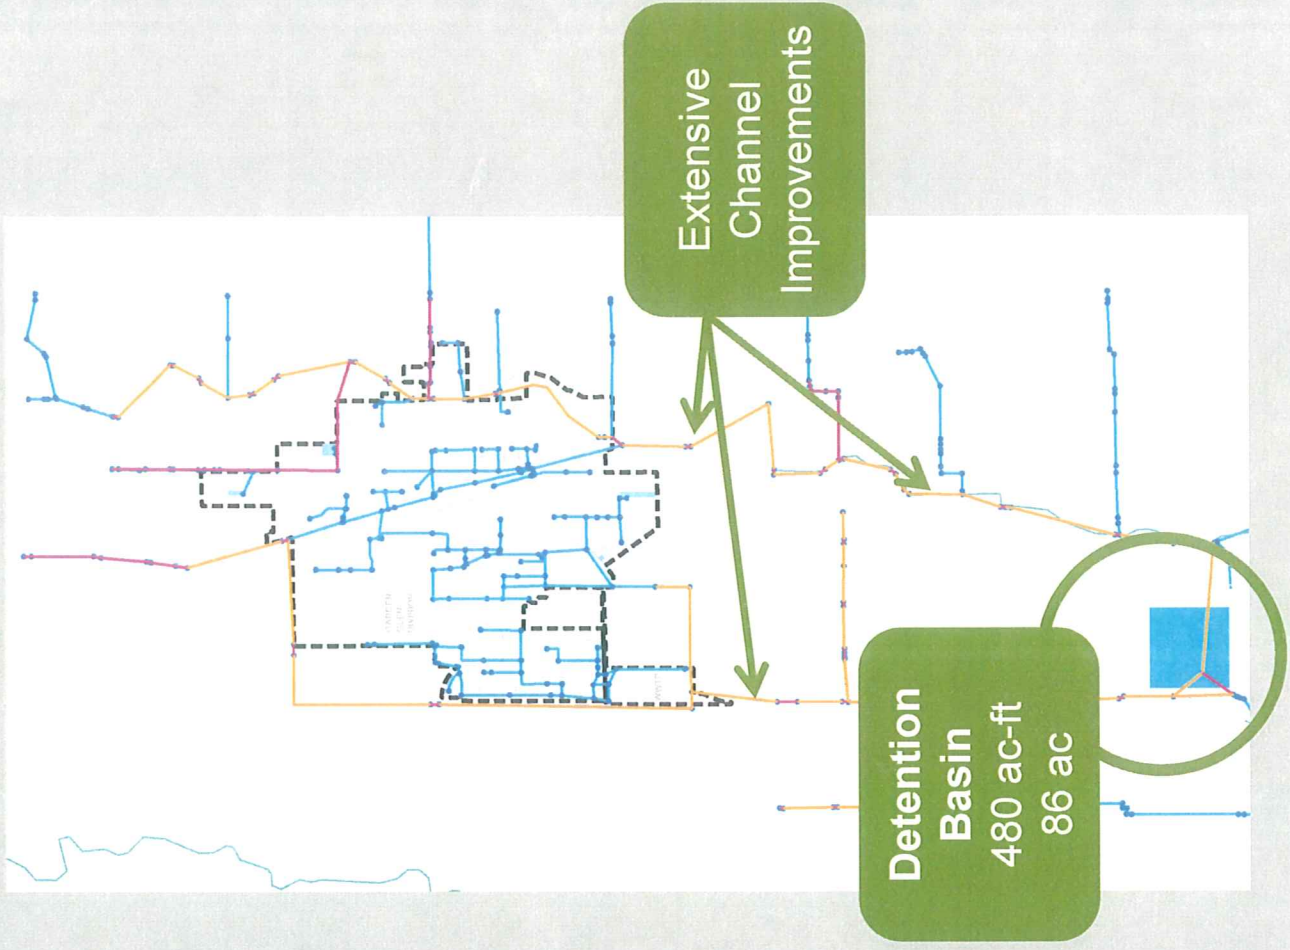 Extensive
Channel
Improvements
Detention
Basin
480 ac-ft
86 ac